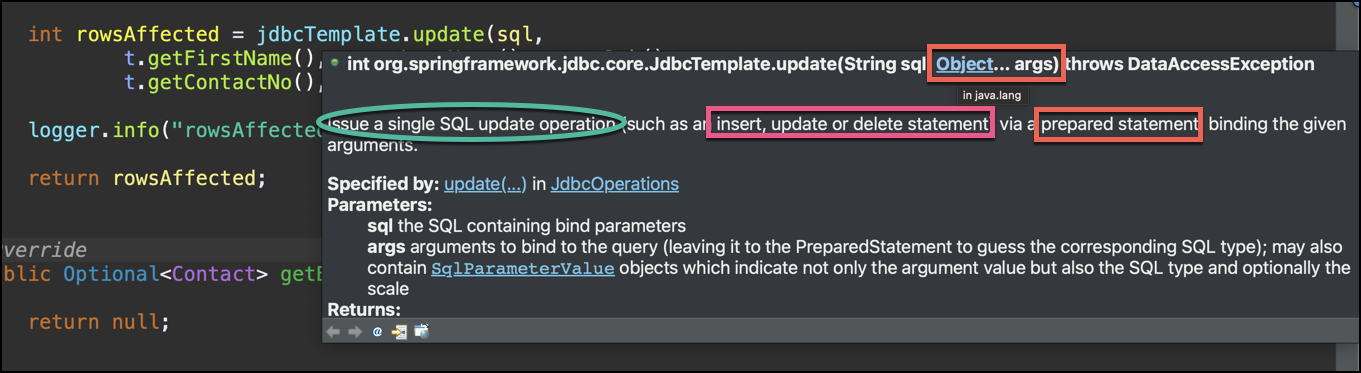 int rowsAffected = jdbcTemplate.update(sql,
t.getFirstName(),
t.getContactNo(),
int org.springframework.jdbc.core.JdbcTemplate.update(String sql Object... args) throws DataAccessException
in java.lang
Issue a single SQL update operation (such as an insert, update or delete statement) via a prepared statement, binding the given
arguments.
logger.info("rowsAffected
return rowsAffected;
Specified by: update(...) in JdbcOperations
Parameters:
sql the SQL containing bind parameters
args arguments to bind to the query (leaving it to the PreparedStatement to guess the corresponding SQL type); may also
contain SqlParameterValue objects which indicate not only the argument value but also the SQL type and optionally the
scale
Returns:
verride
blic Optional<Contact> getB
return null;
@